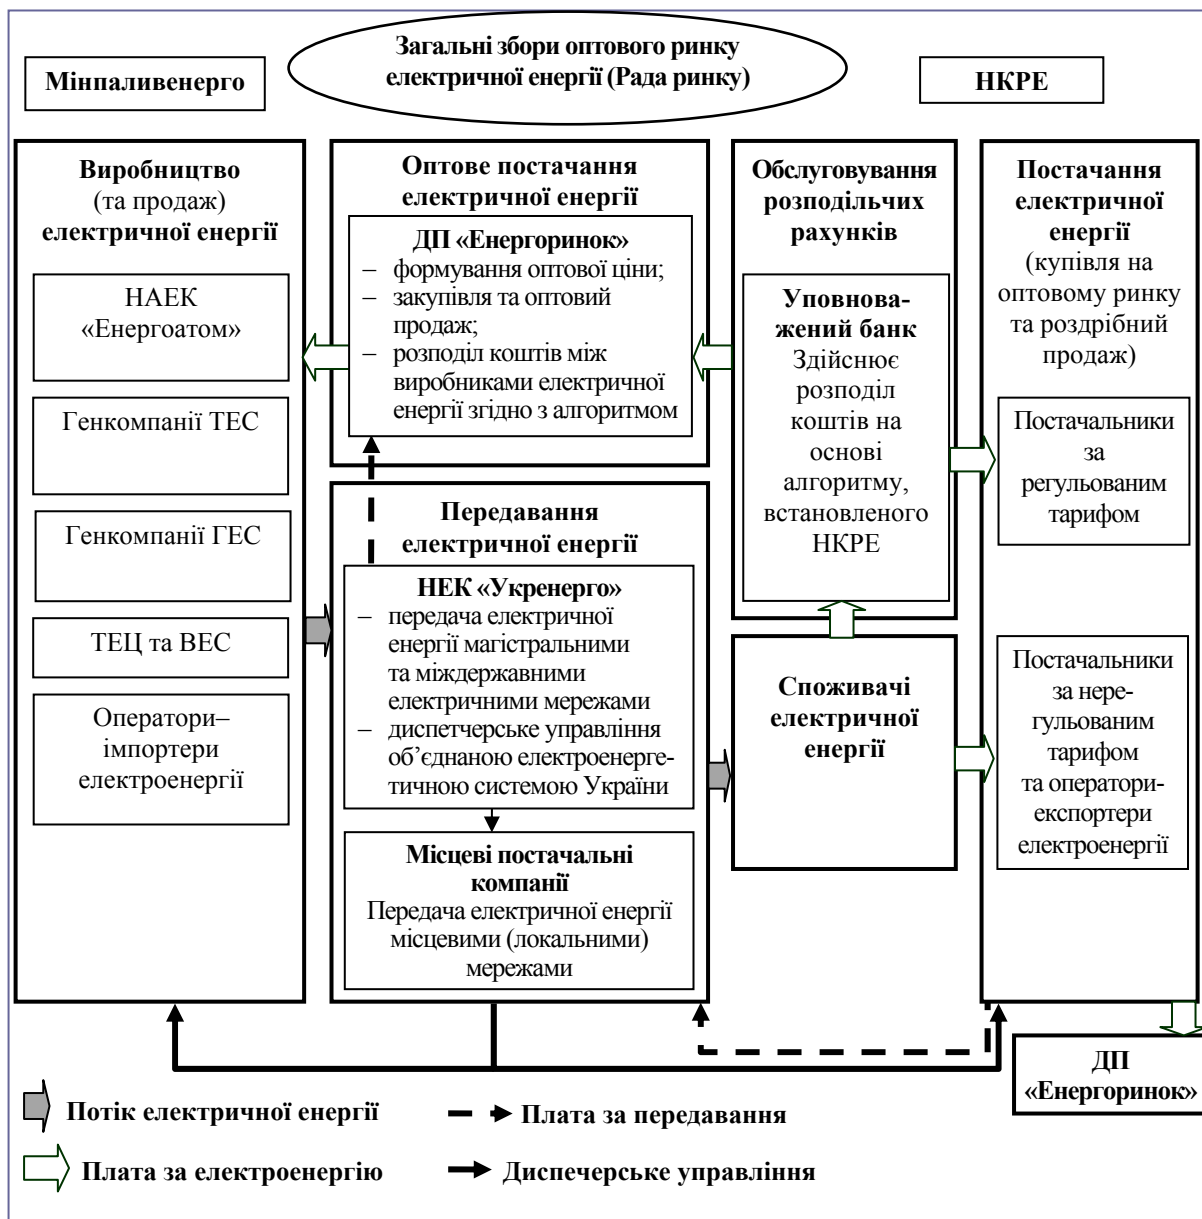 Загальні збори оптового ринку
електричної енергії (Рада ринку)
Мінпаливенерго
НКРЕ
Виробництво
(та продаж)
електричної енергії
НАЕК
«Енергоатом»
Генкомпанії ТЕС
Генкомпанії ГЕС
ТЕЦ та ВЕС
Оператори–
імпортери
електроенергії
Оптове постачання
електричної енергії
ДП «Енергоринок»
– формування оптової ціни;
– закупівля та оптовий
продаж;
– розподіл коштів між
виробниками електричної
енергії згідно з алгоритмом
Передавання
електричної енергії
НЕК «Укренерго»
– передача електричної
енергії магістральними
та міждержавними
електричними мережами
– диспетчерське управління
об’єднаною електроенерге-
тичною системою України
Місцеві постачальні
компанії
Передача електричної енергії
місцевими (локальними)
мережами
Обслуговування
розподільчих
рахунків
Уповнова-
жений банк
Здійснює
розподіл
коштів на
основі
алгоритму,
встановленого
НКРЕ
Споживачі
електричної
енергії
Постачання
електричної
енергії
(купівля на
оптовому ринку
та роздрібний
продаж)
Постачальники
за
регульованим
тарифом
Постачальники
за нере-
гульованим
тарифом
та оператори-
експортери
електроенергії
ДП
«Енергоринок»
Потік електричної енергії
Плата за передавання
Плата за електроенергію
Диспечерське управління